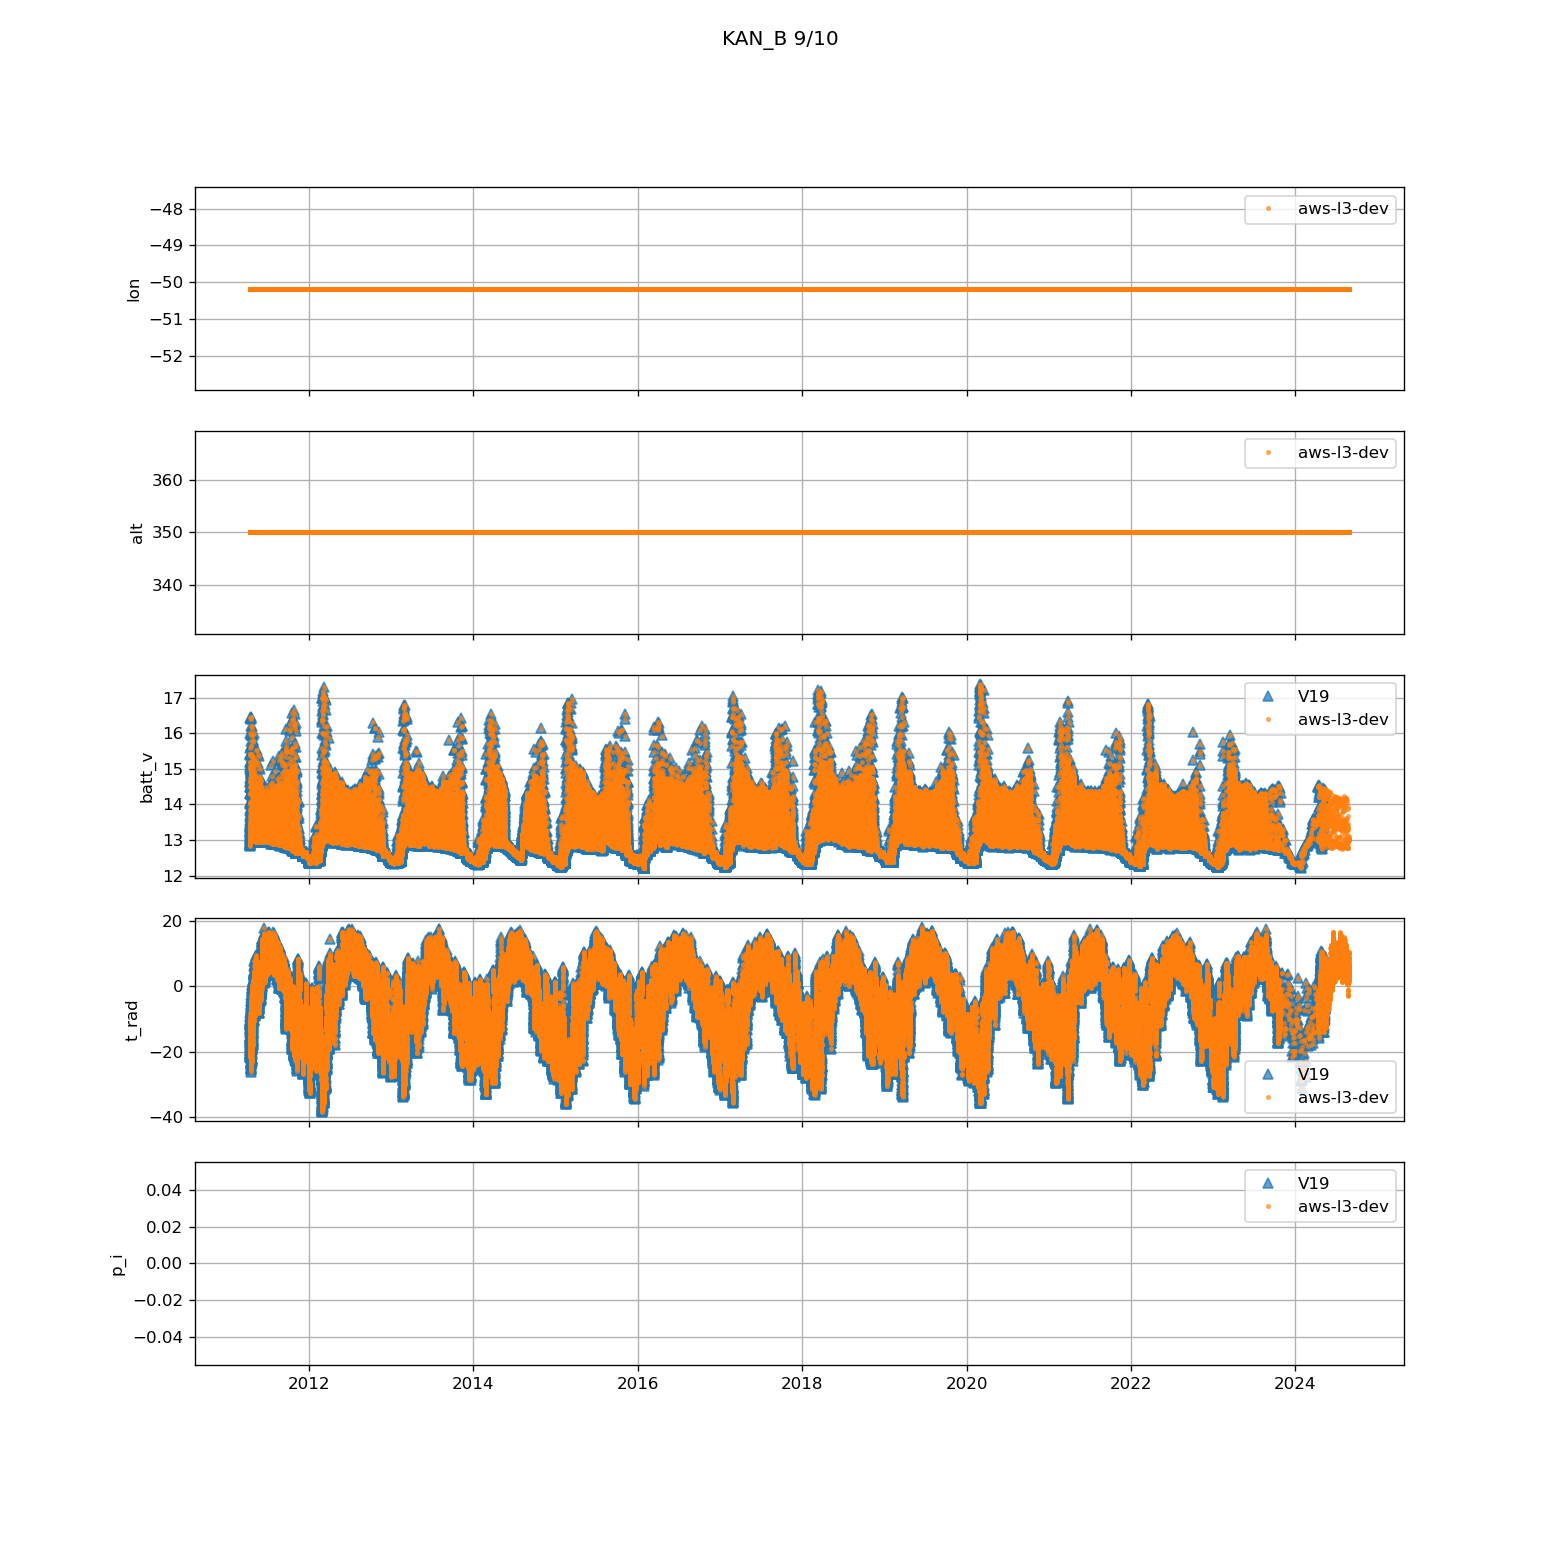 KAN_B 9/10
−48
−49
−50
−51
−52
lon
aws-l3-dev
360
350
340
alt
aws-l3-dev
17
16
15
14
13
12
batt_v
V19
aws-l3-dev
20
0
−20
−40
t_rad
V19
aws-l3-dev
0.04
0.02
0.00
−0.02
−0.04
p_i
V19
aws-l3-dev
2012 2014 2016 2018 2020 2022 2024